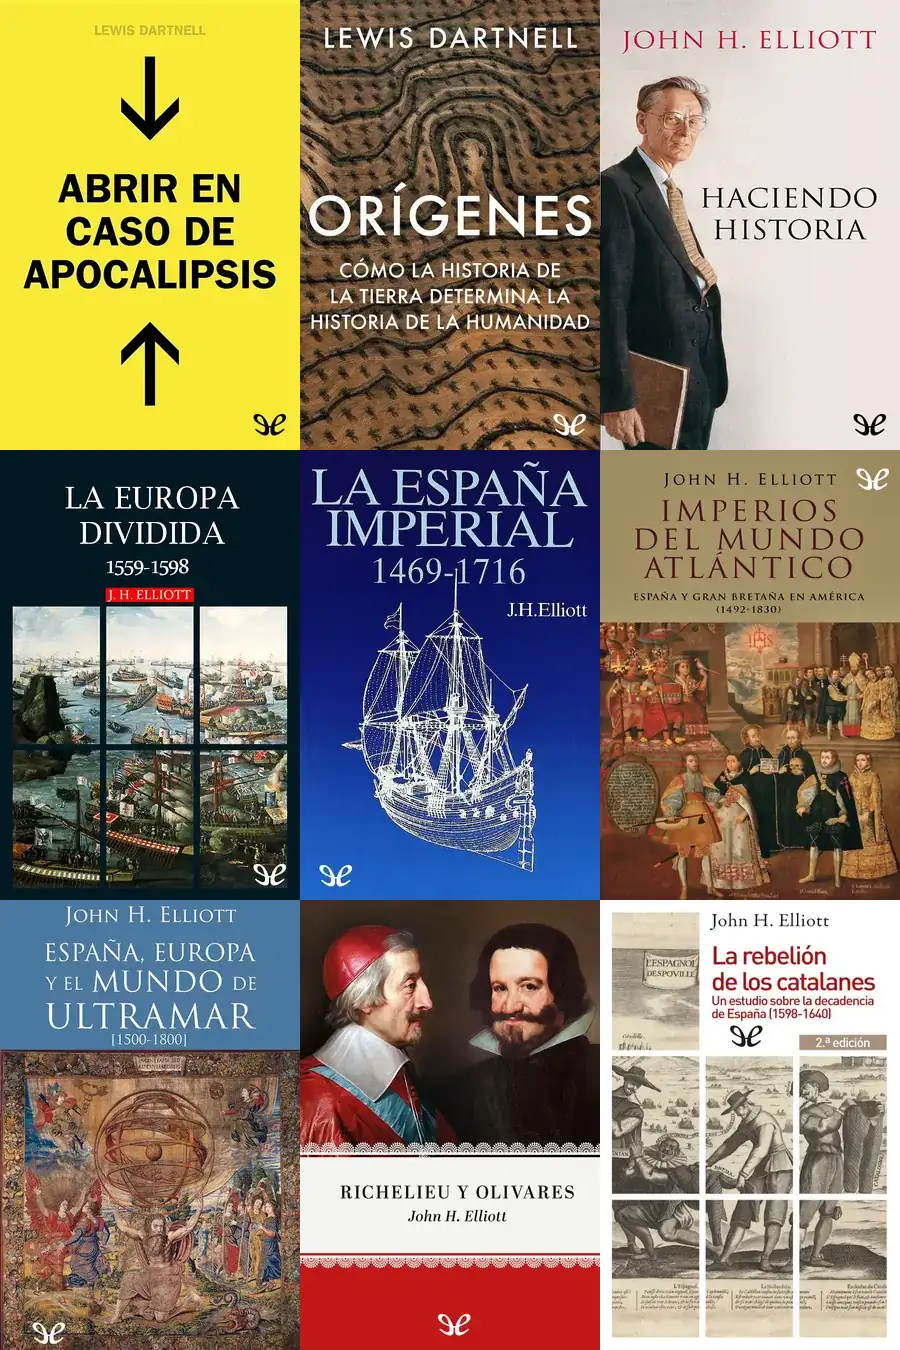 LEWIS DARTNELL
ABRIR EN
CASO DE
APOCALIPSIS
LEWIS DARTNELL
ORÍGENES
CÓMO LA HISTORIA DE
LA TIERRA DETERMINA LA
HISTORIA DE LA HUMANIDAD
JOHN H. ELLIOTT
HACIENDO
HISTORIA
LA EUROPA
DIVIDIDA
1559-1598
J. H. ELLIOTT
LA ESPAÑA
IMPERIAL
1469-1716
J.H.Elliott
JOHN H. ELLIOTT
IMPERIOS
DEL MUNDO
ATLÁNTICO
ESPAÑA Y GRAN BRETAÑA EN AMÉRICA
(1492-1830)
JOHN H. ELLIOTT
ESPAÑA, EUROPA
Y EL MUNDO DE
ULTRAMAR
[1500-1800]
RICHELIEU Y OLIVARES
John H. Elliott
John H. Elliott
La rebelión
de los catalanes
Un estudio sobre la decadencia
de España (1598-1640)
2.ª edición
L'ESPAGNOL
DESPOVILLE